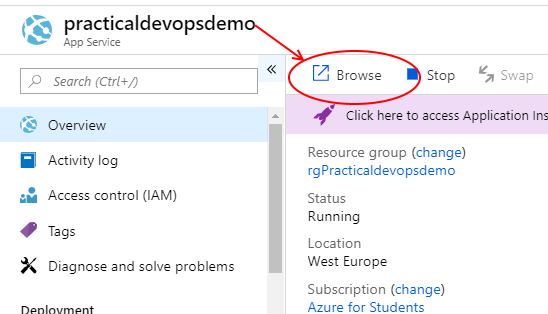 practicaldevopsdemo
App Service
Search (Ctrl+/)
«
Overview
Activity log
Access control (IAM)
Tags
Diagnose and solve problems
Deployment
Browse Stop Swap
Click here to access Application Ins
Resource group (change)
rgPracticaldevopsdemo
Status
Running
Location
West Europe
Subscription (change)
Azure for Students